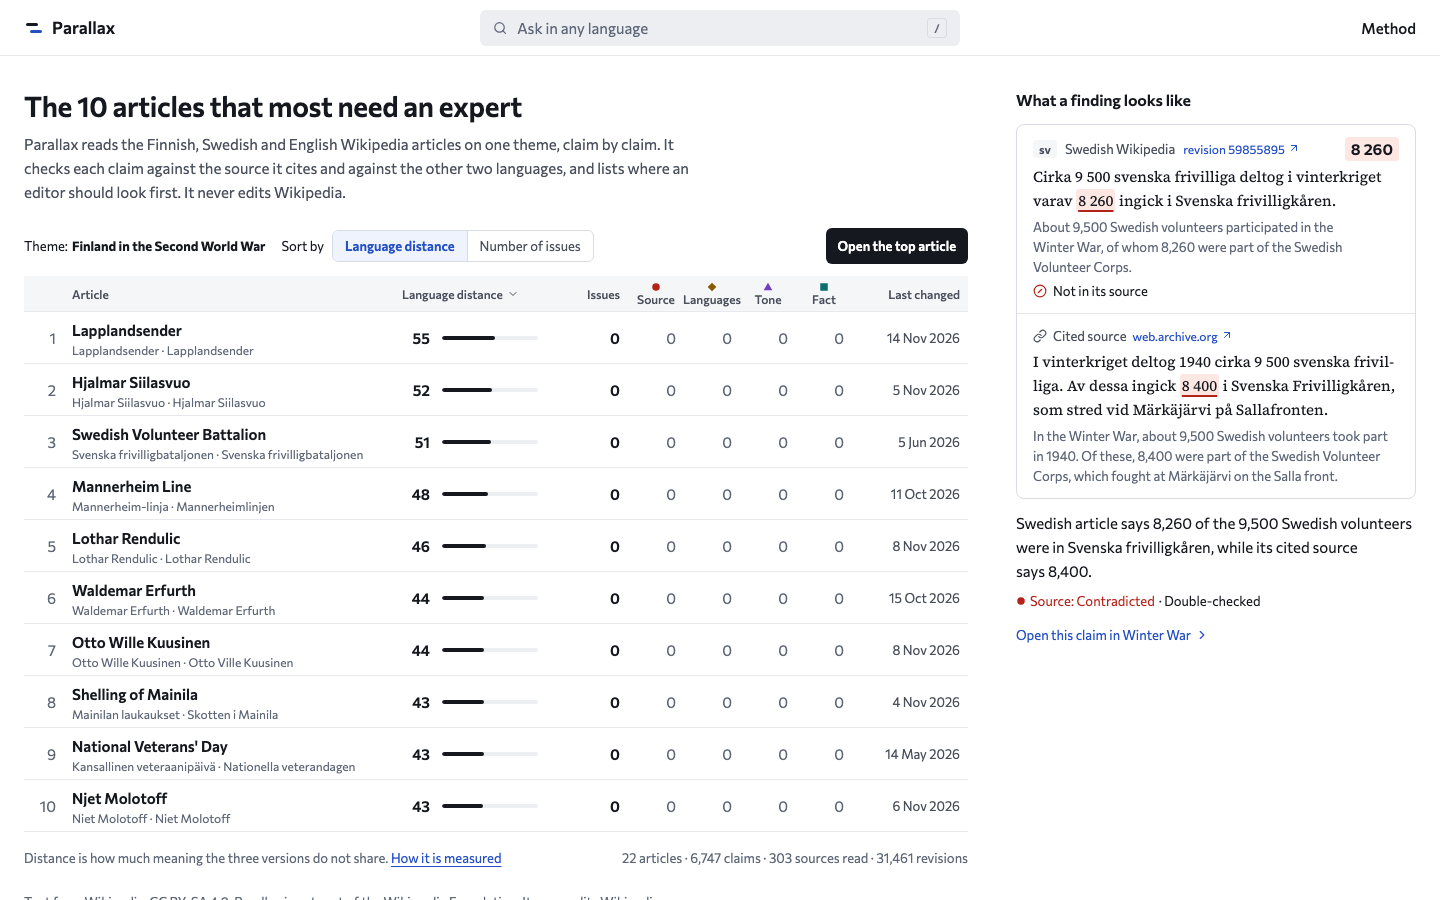 Parallax
Ask in any language
/
Method
The 10 articles that most need an expert
Parallax reads the Finnish, Swedish and English Wikipedia articles on one theme, claim by claim. It
checks each claim against the source it cites and against the other two languages, and lists where an
editor should look first. It never edits Wikipedia.
Theme: Finland in the Second World War Sort by Language distance Number of issues
Open the top article
Article Language distance Issues Source Languages Tone Fact Last changed
1 Lapplandsender 55 0 0 0 0 0 14 Nov 2026
Lapplandsender · Lapplandsender
2 Hjalmar Siilasvuo 52 0 0 0 0 0 5 Nov 2026
Hjalmar Siilasvuo · Hjalmar Siilasvuo
3 Swedish Volunteer Battalion 51 0 0 0 0 0 5 Jun 2026
Svenska frivilligbataljonen · Svenska frivilligbataljonen
4 Mannerheim Line 48 0 0 0 0 0 11 Oct 2026
Mannerheim-linja · Mannerheimlinjen
5 Lothar Rendulic 46 0 0 0 0 0 8 Nov 2026
Lothar Rendulic · Lothar Rendulic
6 Waldemar Erfurth 44 0 0 0 0 0 15 Oct 2026
Waldemar Erfurth · Waldemar Erfurth
7 Otto Wille Kuusinen 44 0 0 0 0 0 8 Nov 2026
Otto Wille Kuusinen · Otto Ville Kuusinen
8 Shelling of Mainila 43 0 0 0 0 0 4 Nov 2026
Mainilan laukaukset · Skotten i Mainila
9 National Veterans' Day 43 0 0 0 0 0 14 May 2026
Kansallinen veteraanipäivä · Nationella veterandagen
10 Njet Molotoff 43 0 0 0 0 0 6 Nov 2026
Niet Molotoff · Niet Molotoff
Distance is how much meaning the three versions do not share. How it is measured
22 articles · 6,747 claims · 303 sources read · 31,461 revisions
What a finding looks like
sv Swedish Wikipedia revision 59855895 8 260
Cirka 9 500 svenska frivilliga deltog i vinterkriget
varav 8 260 ingick i Svenska frivilligkåren.
About 9,500 Swedish volunteers participated in the
Winter War, of whom 8,260 were part of the Swedish
Volunteer Corps.
Not in its source
Cited source web.archive.org
I vinterkriget deltog 1940 cirka 9 500 svenska frivil-
liga. Av dessa ingick 8 400 i Svenska Frivilligkåren,
som stred vid Märkäjärvi på Sallafronten.
In the Winter War, about 9,500 Swedish volunteers took part
in 1940. Of these, 8,400 were part of the Swedish Volunteer
Corps, which fought at Märkäjärvi on the Salla front.
Swedish article says 8,260 of the 9,500 Swedish volunteers
were in Svenska frivilligkåren, while its cited source
says 8,400.
Source: Contradicted · Double-checked
Open this claim in Winter War